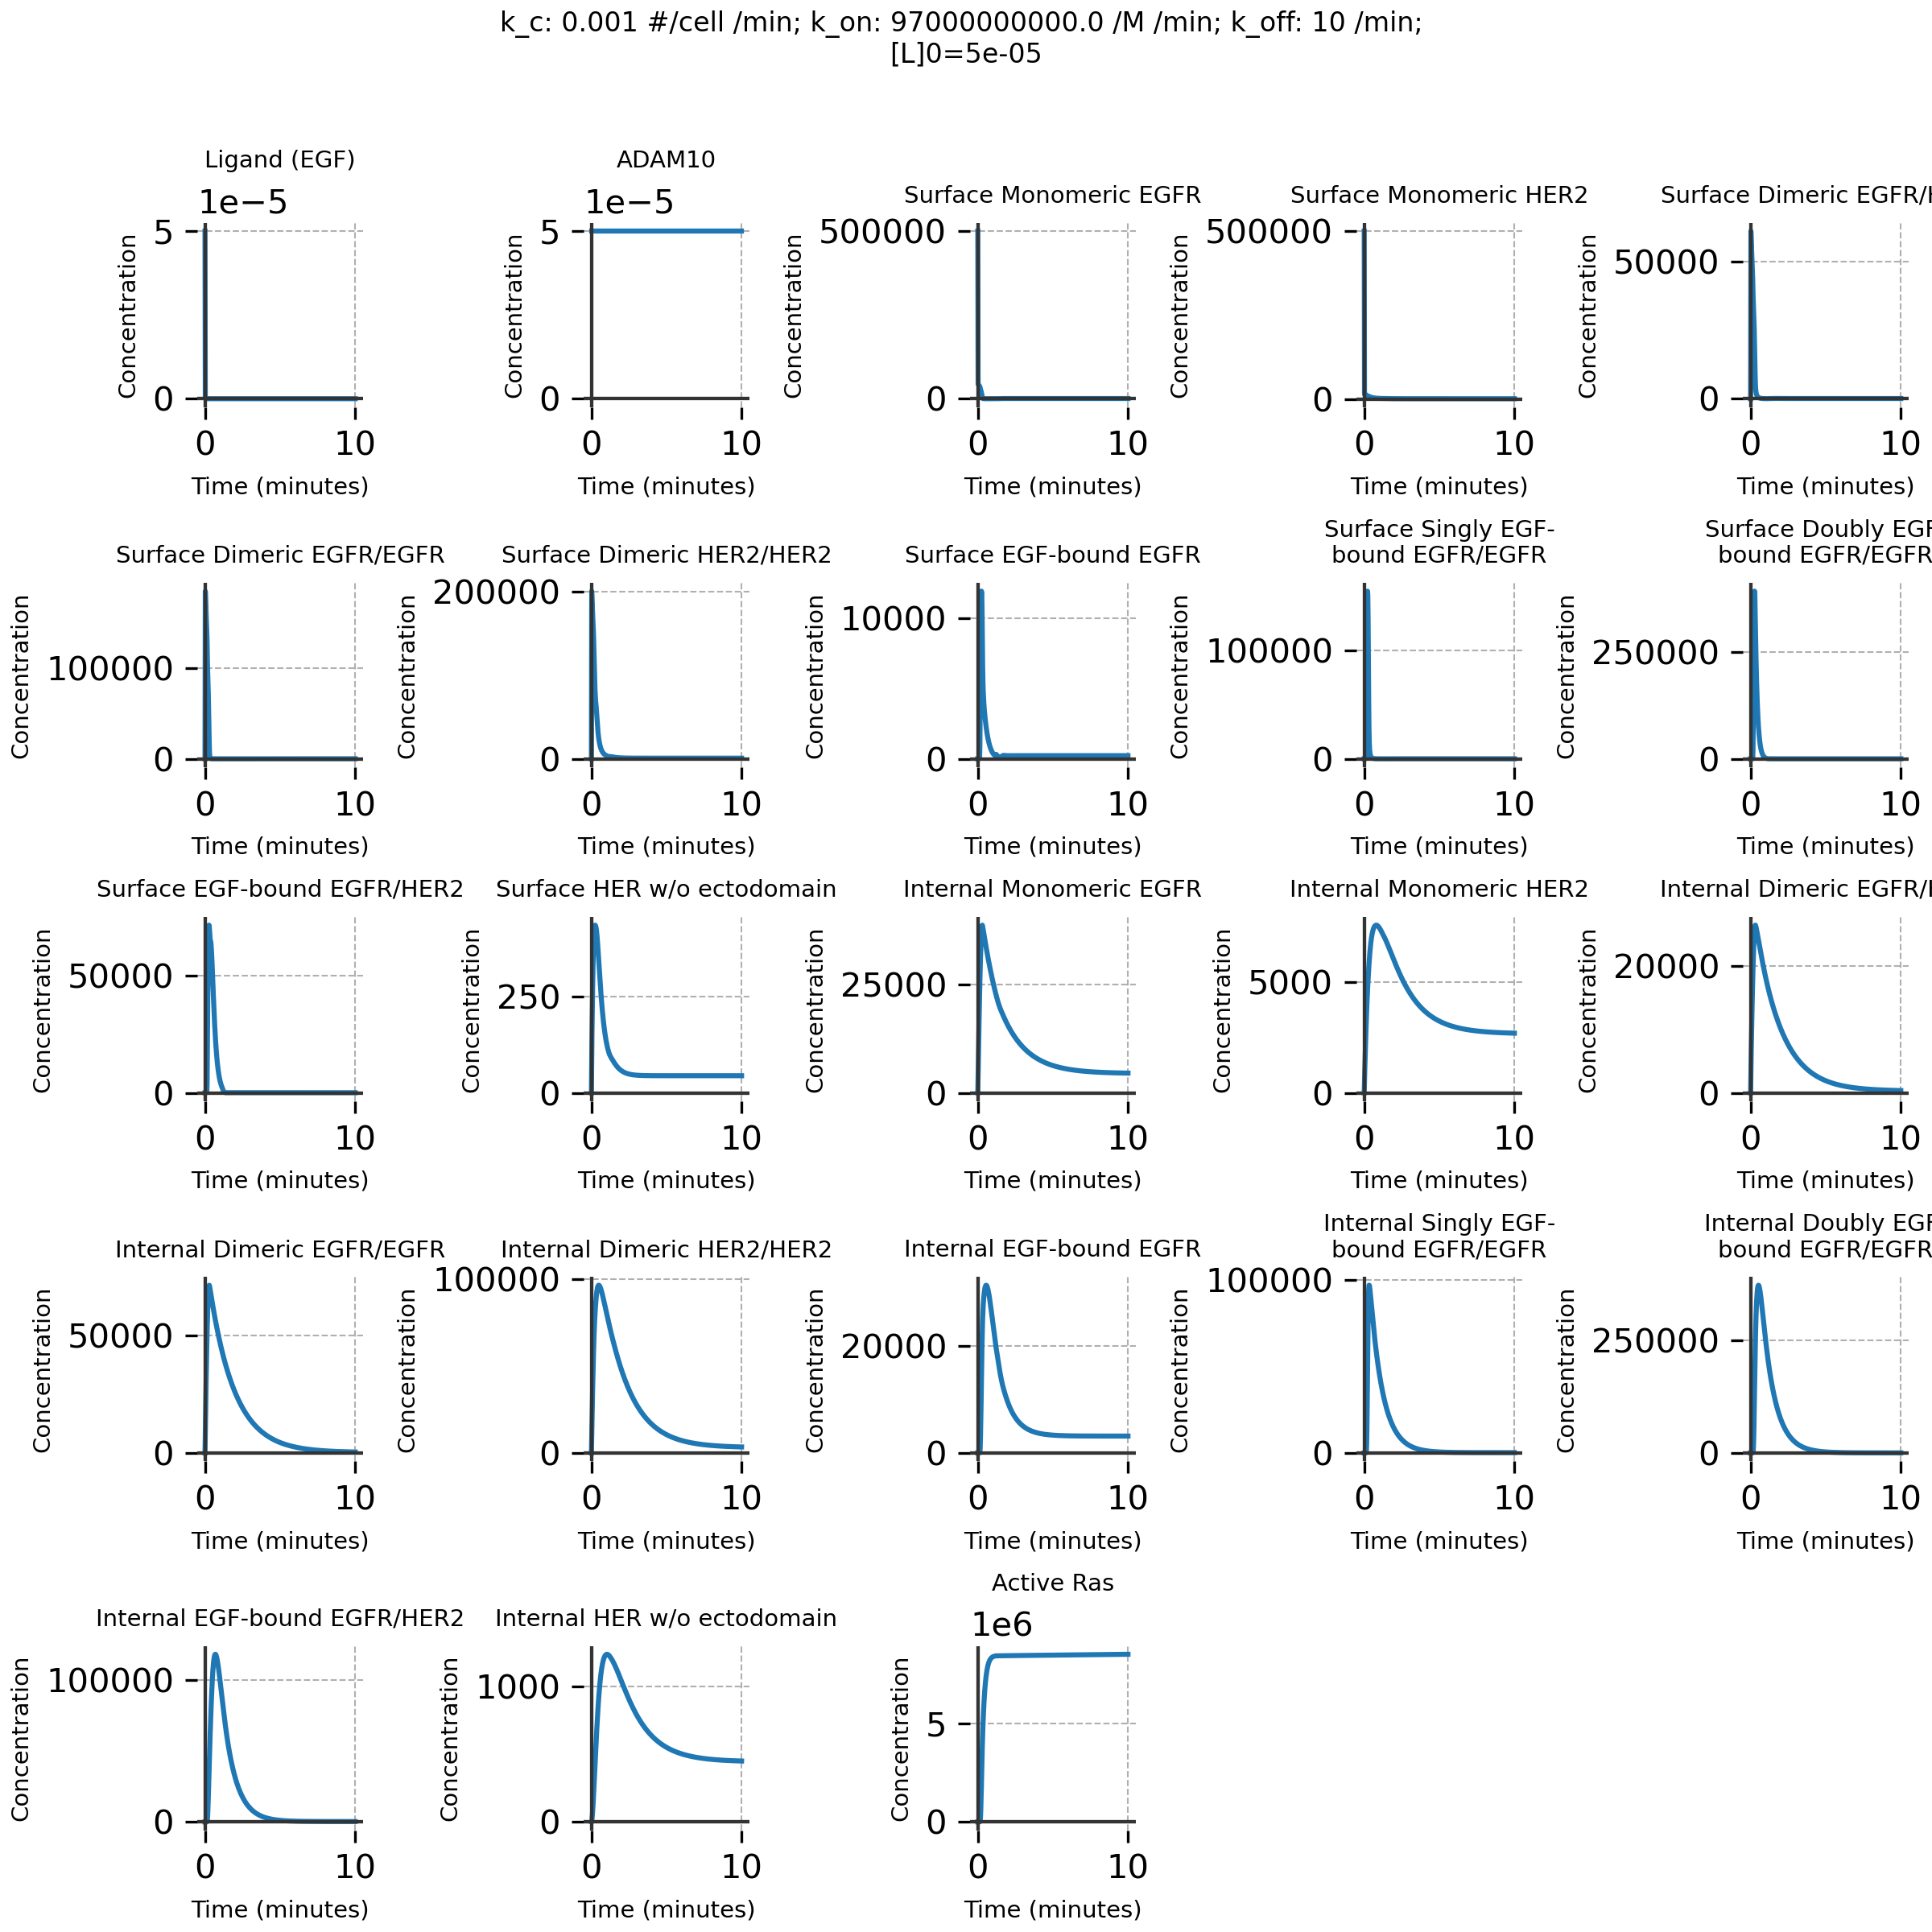 k_c: 0.001 #/cell /min; k_on: 97000000000.0 /M /min; k_off: 10 /min;
[L]0=5e-05
Ligand (EGF)
1e−5
5
0
Concentration
0 10
Time (minutes)
ADAM10
1e−5
5
0
Concentration
0 10
Time (minutes)
Surface Monomeric EGFR
500000
0
Concentration
0 10
Time (minutes)
Surface Monomeric HER2
500000
0
Concentration
0 10
Time (minutes)
Surface Dimeric EGFR/
50000
0
Concentration
0 10
Time (minutes)
Surface Dimeric EGFR/EGFR
100000
0
Concentration
0 10
Time (minutes)
Surface Dimeric HER2/HER2
200000
0
Concentration
0 10
Time (minutes)
Surface EGF-bound EGFR
10000
0
Concentration
0 10
Time (minutes)
Surface Singly EGF-
bound EGFR/EGFR
100000
0
Concentration
0 10
Time (minutes)
Surface Doubly EGF
bound EGFR/EGFR
250000
0
Concentration
0 10
Time (minutes)
Surface EGF-bound EGFR/HER2
50000
0
Concentration
0 10
Time (minutes)
Surface HER w/o ectodomain
250
0
Concentration
0 10
Time (minutes)
Internal Monomeric EGFR
25000
0
Concentration
0 10
Time (minutes)
Internal Monomeric HER2
5000
0
Concentration
0 10
Time (minutes)
Internal Dimeric EGFR/
20000
0
Concentration
0 10
Time (minutes)
Internal Dimeric EGFR/EGFR
50000
0
Concentration
0 10
Time (minutes)
Internal Dimeric HER2/HER2
100000
0
Concentration
0 10
Time (minutes)
Internal EGF-bound EGFR
20000
0
Concentration
0 10
Time (minutes)
Internal Singly EGF-
bound EGFR/EGFR
100000
0
Concentration
0 10
Time (minutes)
Internal Doubly EGF
bound EGFR/EGFR
250000
0
Concentration
0 10
Time (minutes)
Internal EGF-bound EGFR/HER2
100000
0
Concentration
0 10
Time (minutes)
Internal HER w/o ectodomain
1000
0
Concentration
0 10
Time (minutes)
Active Ras
1e6
5
0
Concentration
0 10
Time (minutes)